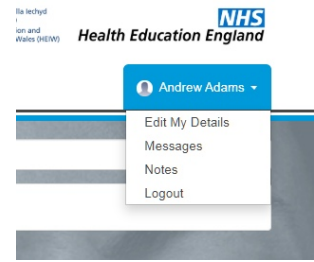 lla Iechyd
NHS
ion and
Wales (HEIW)
Health Education England
Andrew Adams
Edit My Details
Messages
Notes
Logout